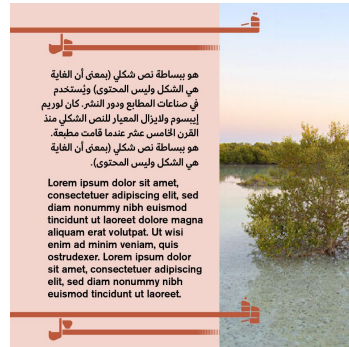 هو ببساطة نص شكلي (بمعنى أن الغاية
هي الشكل وليس المحتوى) ويُستخدم
في صناعات المطابع ودور النشر. كان لوريم
إيبسوم ولايزال المعيار للنص الشكلي منذ
القرن الخامس عشر عندما قامت مطبعة.
هو ببساطة نص شكلي (بمعنى أن الغاية
هي الشكل وليس المحتوى).
Lorem ipsum dolor sit amet,
consectetuer adipiscing elit, sed
diam nonummy nibh euismod
tincidunt ut laoreet dolore magna
aliquam erat volutpat. Ut wisi
enim ad minim veniam, quis
ostrudexer. Lorem ipsum dolor
sit amet, consectetuer adipiscing
elit, sed diam nonummy nibh
euismod tincidunt ut laoreet.